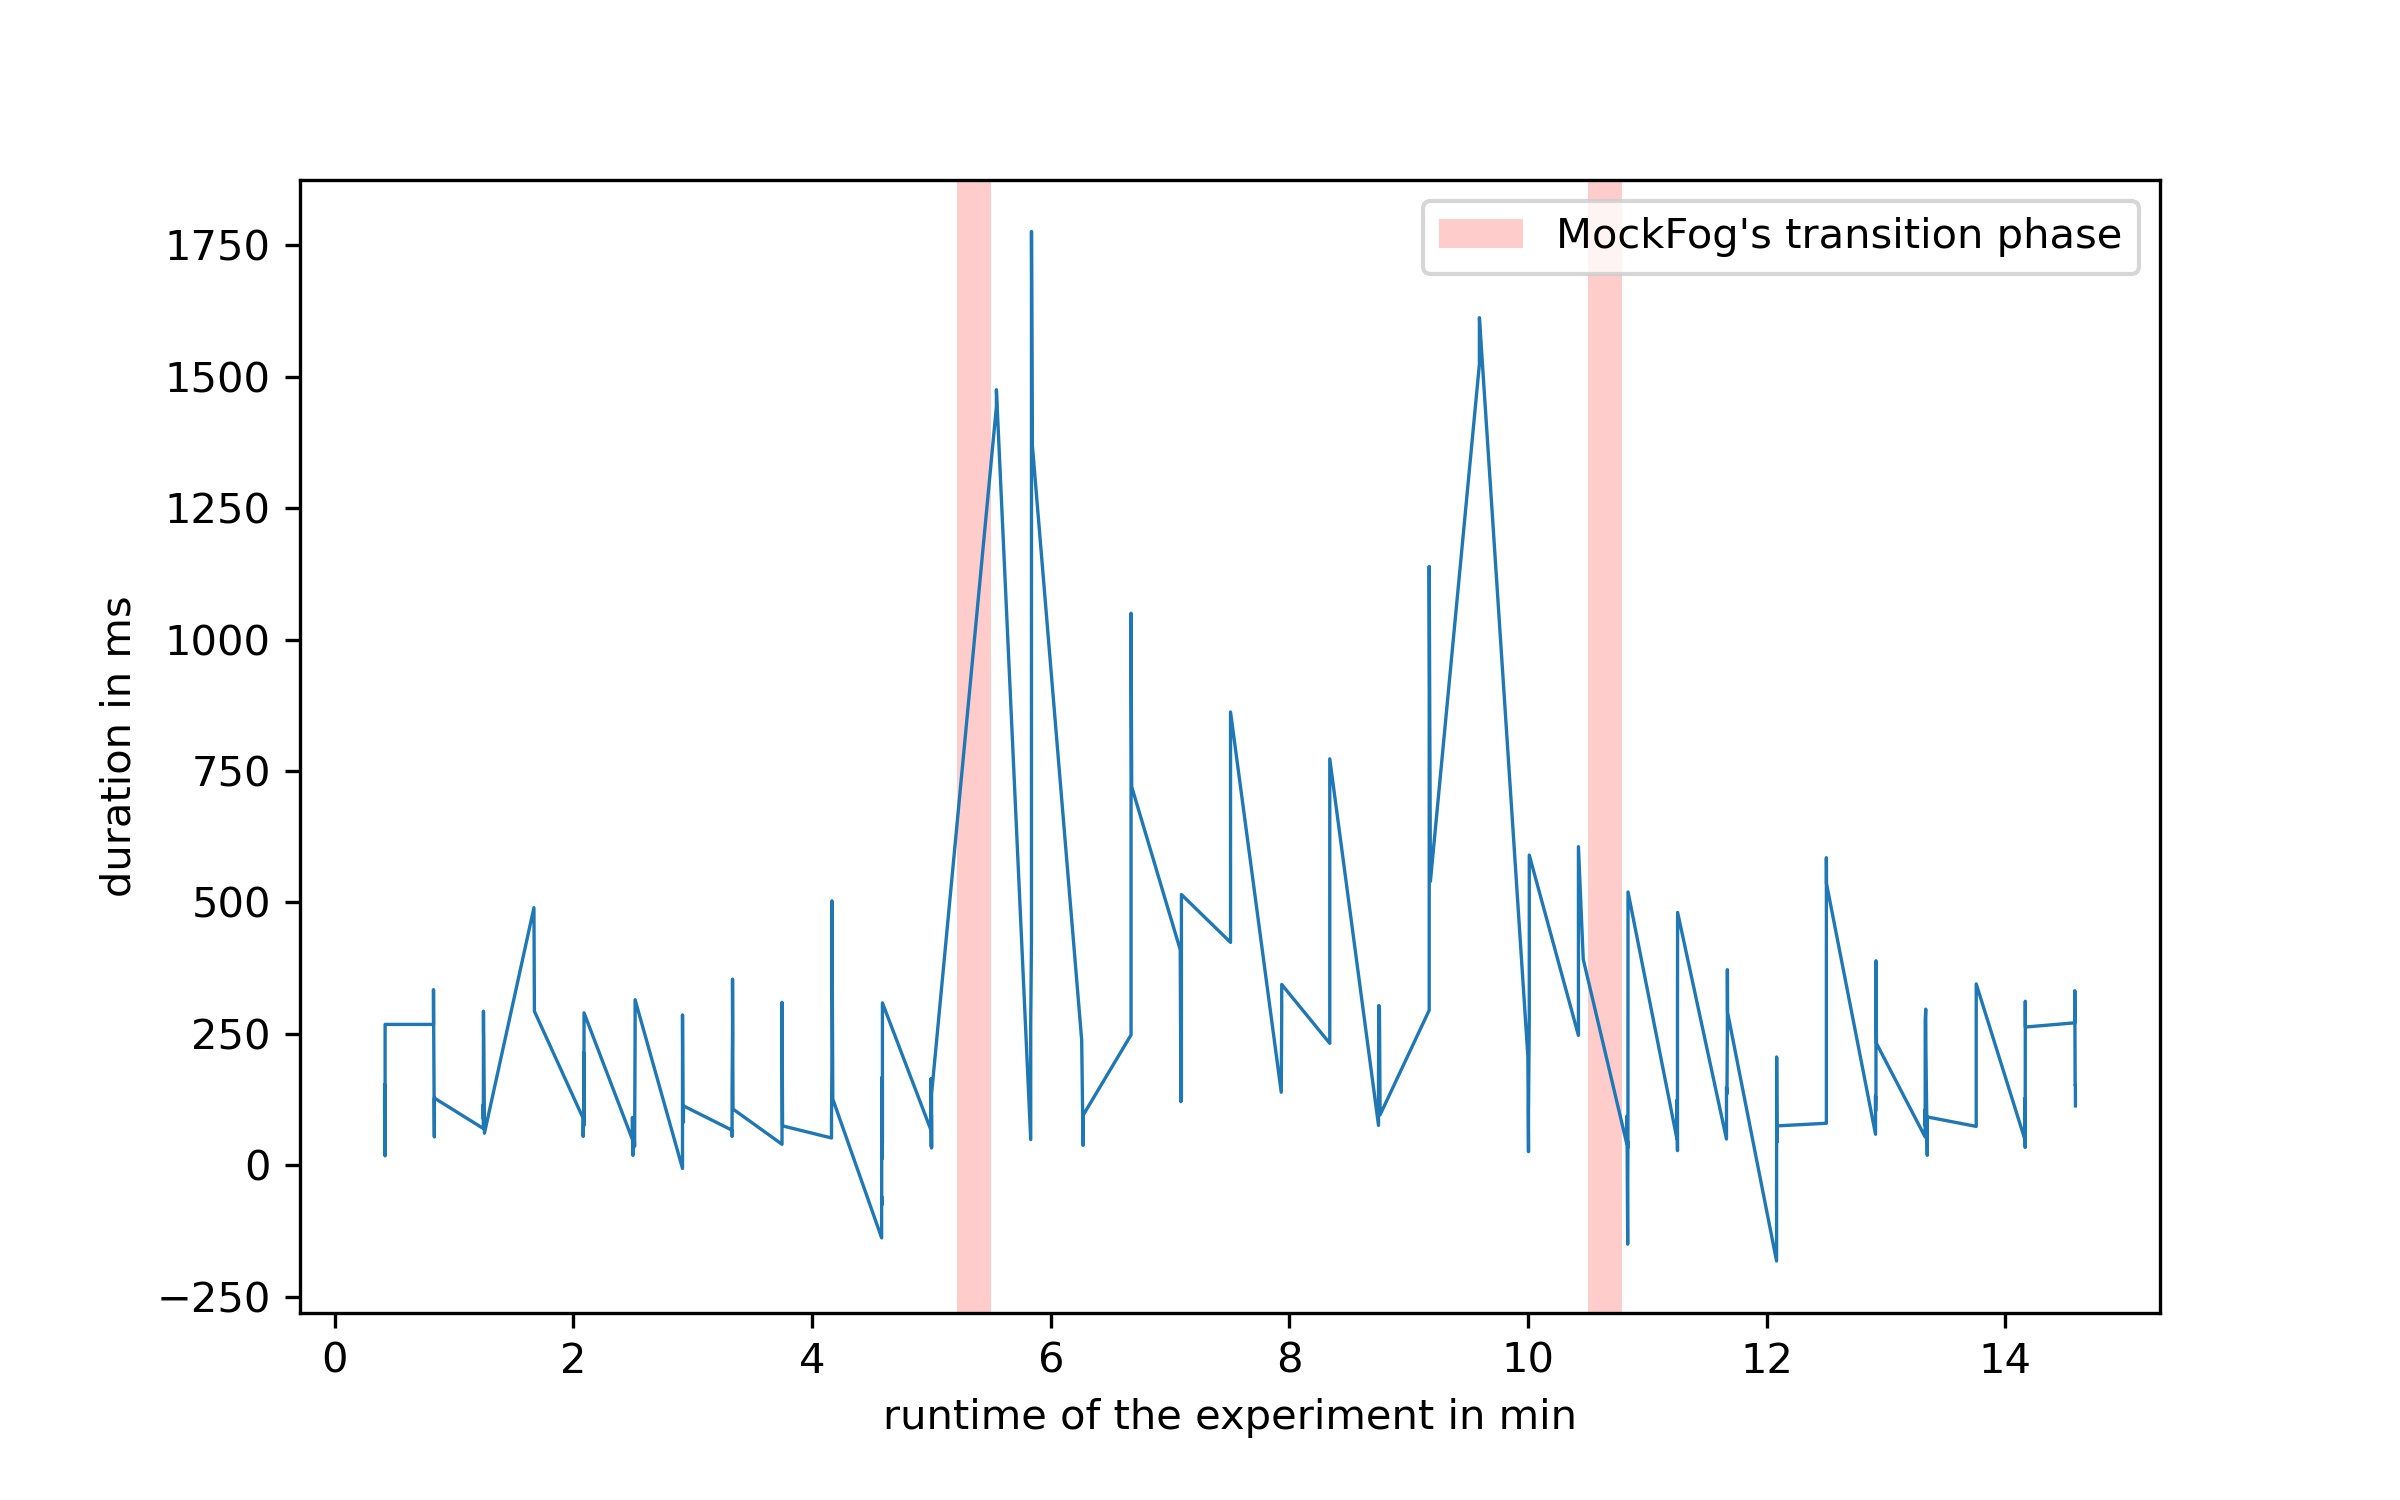 MockFog's transition phase
1750
1500
1250
1000
750
500
250
0
−250
duration in ms
0 2 4 6 8 10 12 14
runtime of the experiment in min